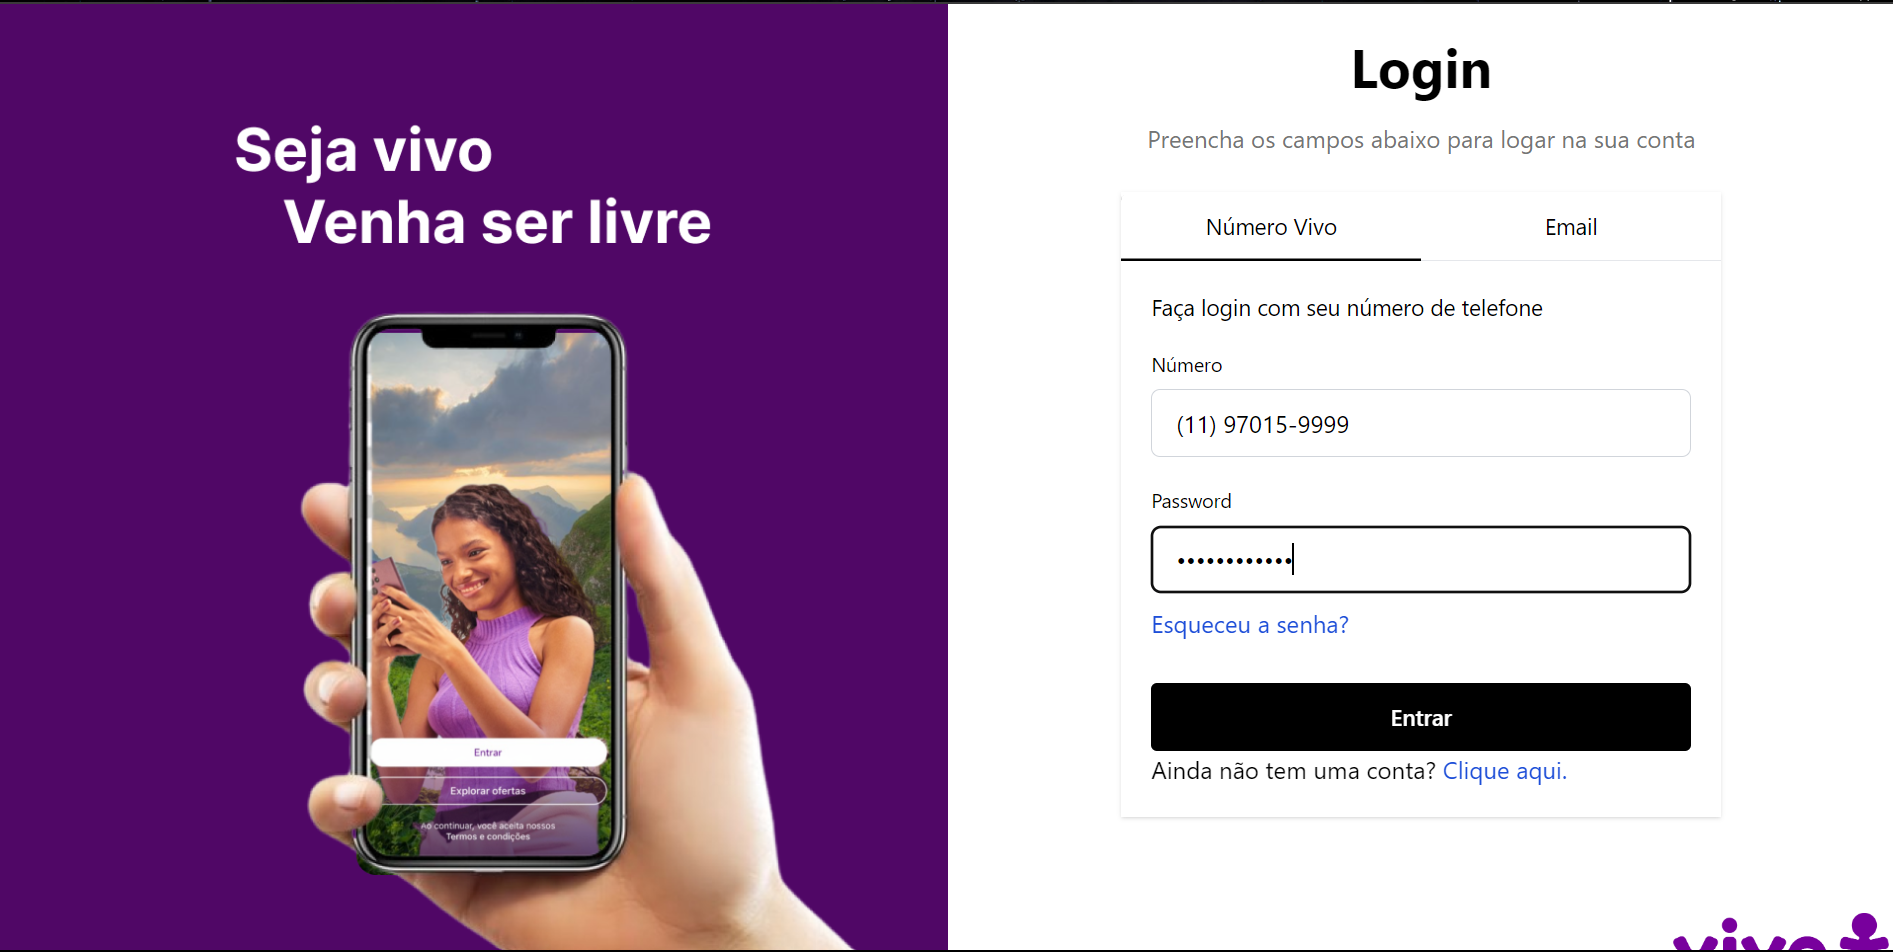 Seja vivo
Venha ser livre
Entrar
Explorar ofertas
Ao continuar, você aceita nossos
Termos e condições
Login
Preencha os campos abaixo para logar na sua conta
Número Vivo
Email
Faça login com seu número de telefone
Número
(11) 97015-9999
Password
••••••••••••
Esqueceu a senha?
Entrar
Ainda não tem uma conta? Clique aqui.
vivo